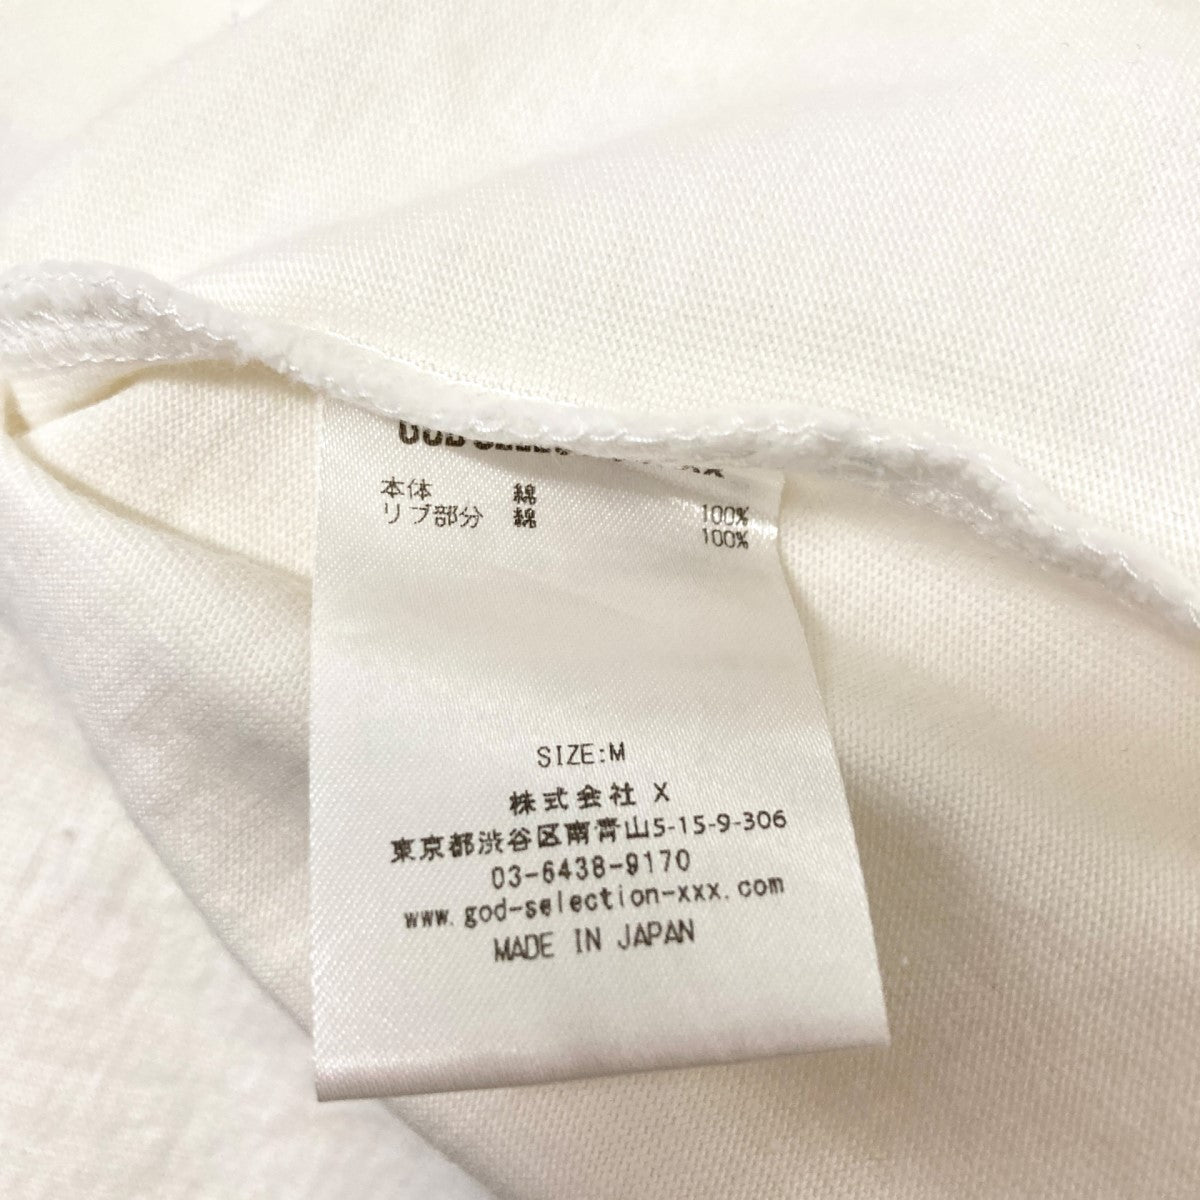 本体 綿 100%
リブ部分 綿 100%
SIZE:M
株式会社 X
東京都渋谷区南青山5-15-9-306
03-6438-9170
www.god-selection-xxx.com
MADE IN JAPAN